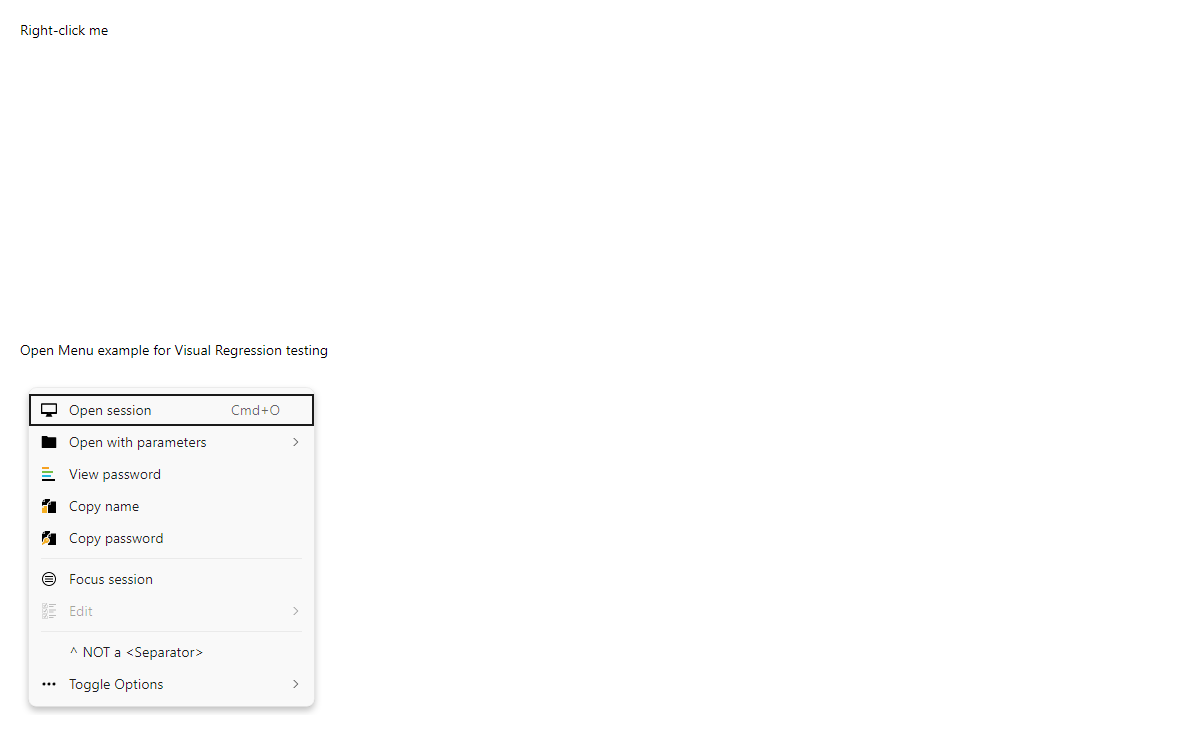 Right-click me
Open Menu example for Visual Regression testing
Open session Cmd+O
Open with parameters
View password
Copy name
Copy password
Focus session
Edit
^ NOT a <Separator>
Toggle Options